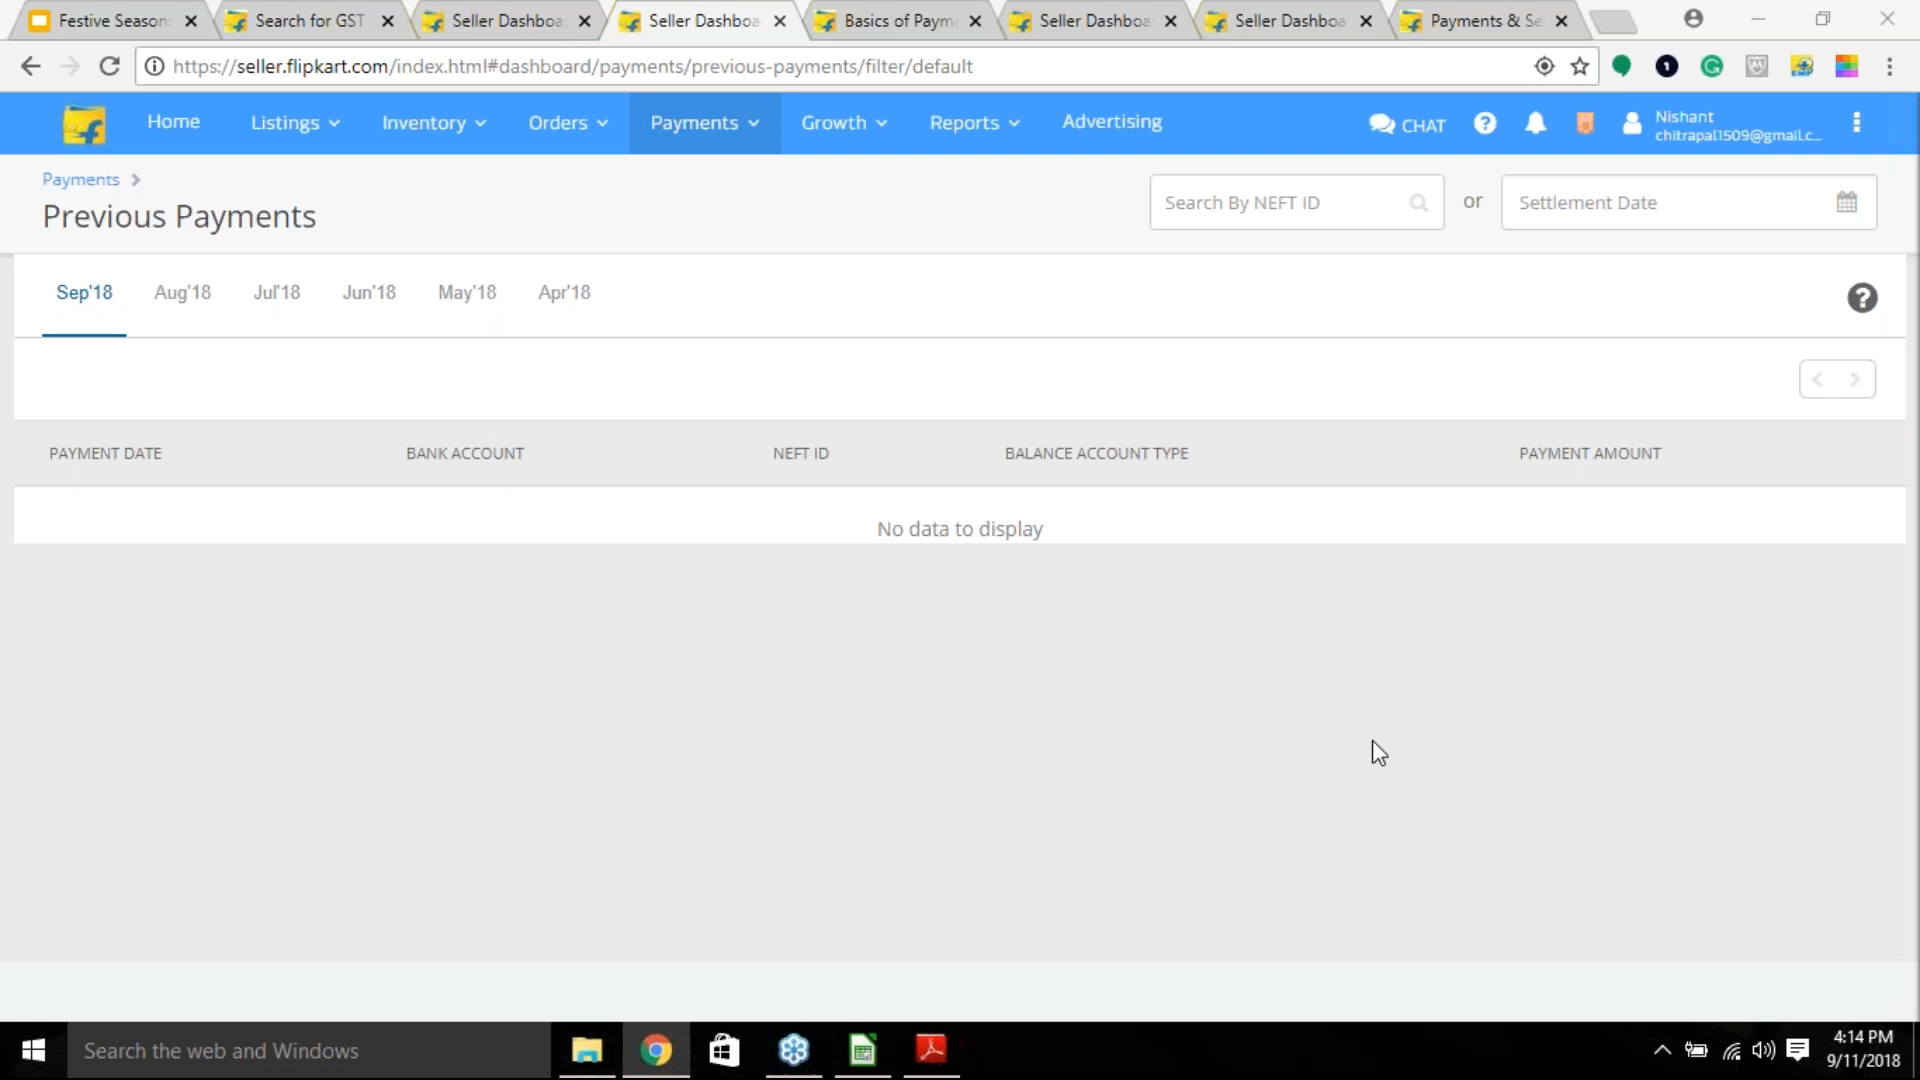 Festive Season
Search for GST
Seller Dashboa
Seller Dashboa
Basics of Paym
Seller Dashboa
Seller Dashboa
Payments & Se
https://seller.flipkart.com/index.html#dashboard/payments/previous-payments/filter/default
Home
Listings
Inventory
Orders
Payments
Growth
Reports
Advertising
CHAT
Nishant
chitrapal1509@gmail.c...
Payments
Previous Payments
Search By NEFT ID
or
Settlement Date
Sep'18
Aug'18
Jul'18
Jun'18
May'18
Apr'18
PAYMENT DATE
BANK ACCOUNT
NEFT ID
BALANCE ACCOUNT TYPE
PAYMENT AMOUNT
No data to display
Search the web and Windows
4:14 PM
9/11/2018